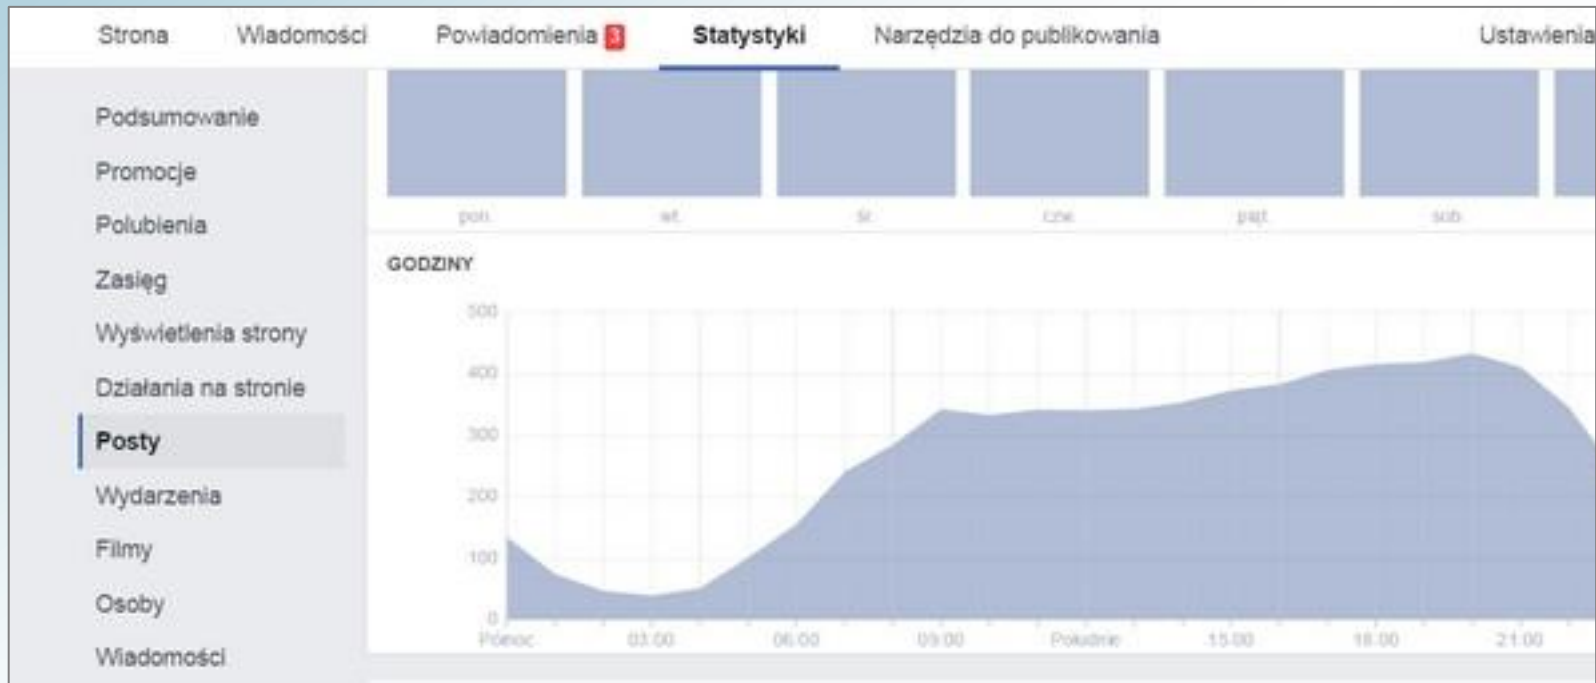 Strona Wiadomości Powiadomienia 3 Statystyki Narzędzia do publikowania Ustawienia
Podsumowanie
Promocje
Polubienia
Zasięg
Wyświetlenia strony
Działania na stronie
Posty
Wydarzenia
Filmy
Osoby
Wiadomości
pon. wt. śr. czw. piąt. sob.
GODZINY
500
400
300
200
100
0
Północ 03:00 06:00 09:00 Południe 15:00 18:00 21:00